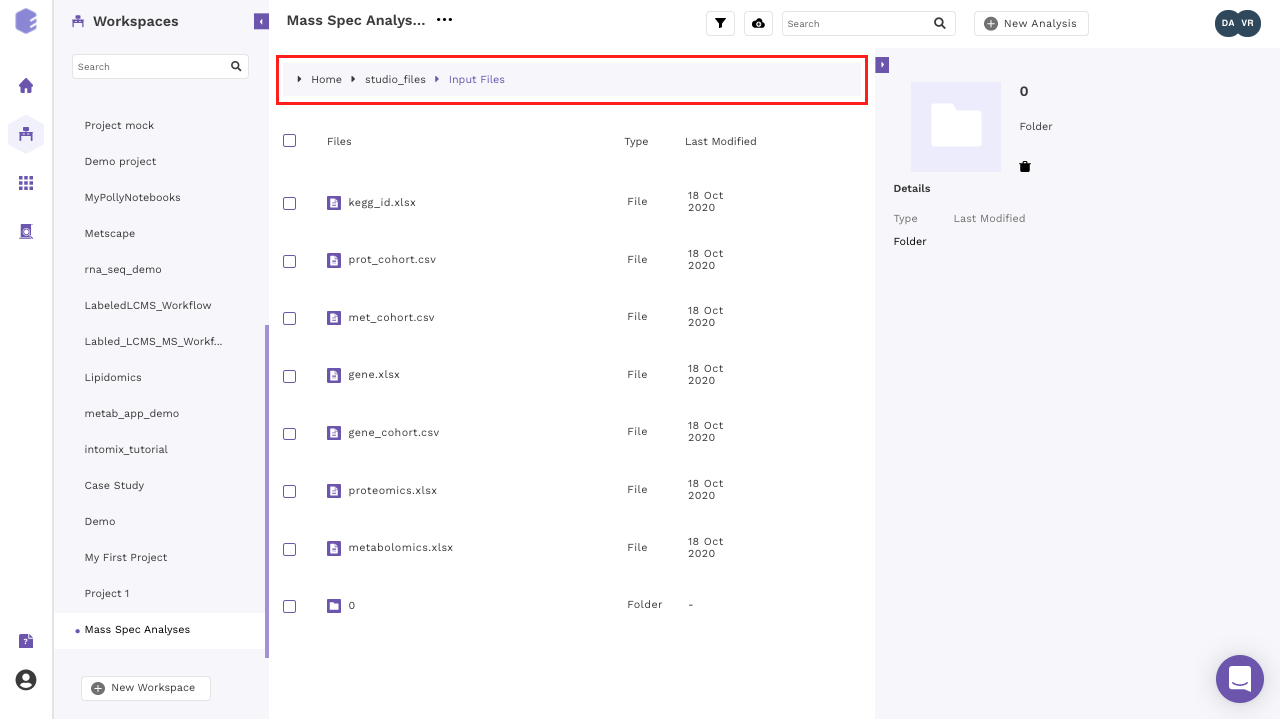 Workspaces
Search
Project mock
Demo project
MyPollyNotebooks
Metscape
rna_seq_demo
LabeledLCMS_Workflow
Labled_LCMS_MS_Workf...
Lipidomics
metab_app_demo
intomix_tutorial
Case Study
Demo
My First Project
Project 1
Mass Spec Analyses
New Workspace
?
Mass Spec Analys...
Search
New Analysis
DA VR
Home studio_files Input Files
Files Type Last Modified
kegg_id.xlsx File 18 Oct
2020
prot_cohort.csv File 18 Oct
2020
met_cohort.csv File 18 Oct
2020
gene.xlsx File 18 Oct
2020
gene_cohort.csv File 18 Oct
2020
proteomics.xlsx File 18 Oct
2020
metabolomics.xlsx File 18 Oct
2020
0 Folder -
0
Folder
Details
Type Last Modified
Folder